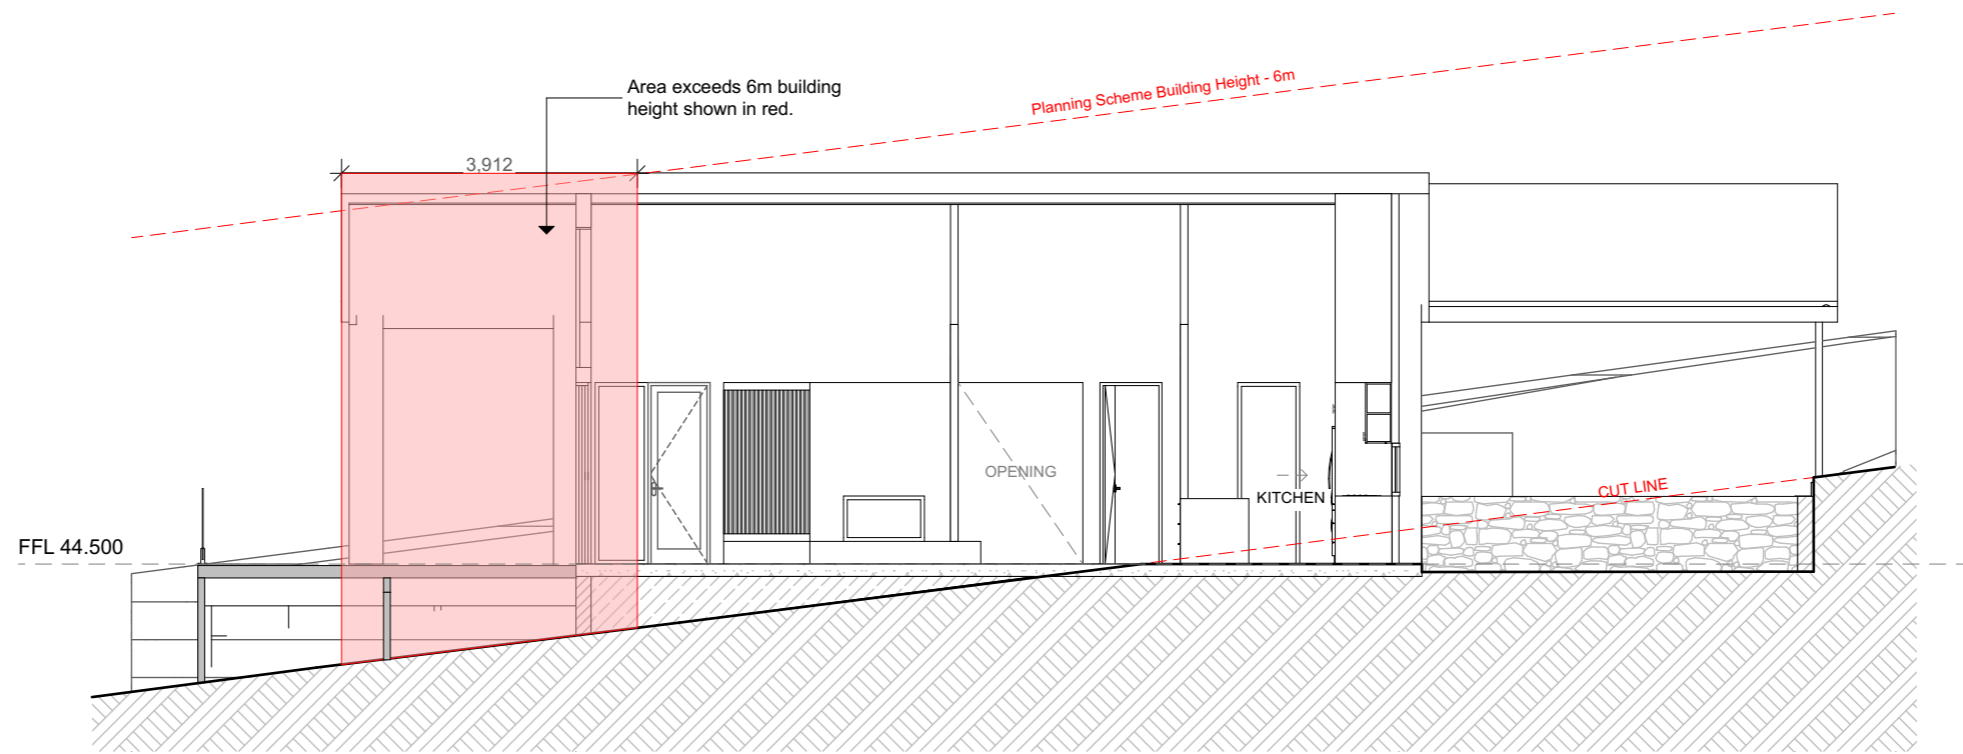 Planning Scheme Building Height - 6m
Area exceeds 6m building
height shown in red.
3,912
OPENING
KITCHEN
CUT LINE
FFL 44.500